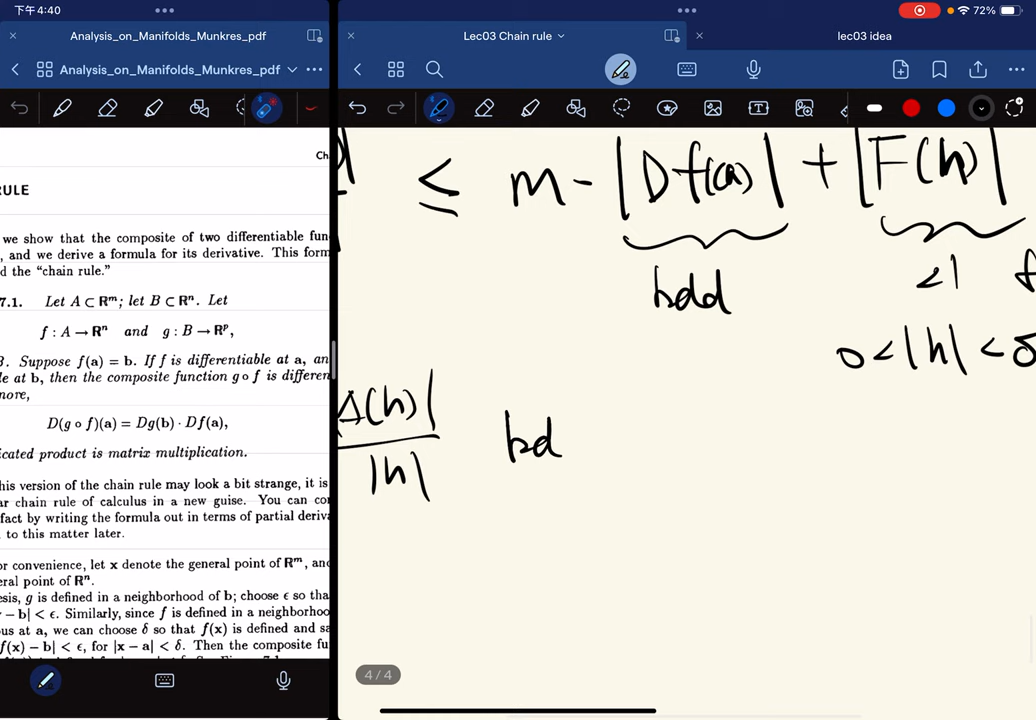 下午4:40
72%
Analysis_on_Manifolds_Munkres_pdf
Lec03 Chain rule
lec03 idea
Analysis_on_Manifolds_Munkres_pdf
Ch
RULE
we show that the composite of two differentiable fun
, and we derive a formula for its derivative. This form
d the “chain rule.”
7.1. Let A ⊂ Rᵐ; let B ⊂ Rⁿ. Let
f : A → Rⁿ and g : B → Rᵖ,
B. Suppose f(a) = b. If f is differentiable at a, an
le at b, then the composite function g ∘ f is differen
more,
D(g ∘ f)(a) = Dg(b) · Df(a),
icated product is matrix multiplication.
his version of the chain rule may look a bit strange, it is
ar chain rule of calculus in a new guise. You can co
fact by writing the formula out in terms of partial deriva
to this matter later.
or convenience, let x denote the general point of Rᵐ, and
eral point of Rⁿ.
esis, g is defined in a neighborhood of b; choose ϵ so tha
y − b| < ϵ. Similarly, since f is defined in a neighborhoo
us at a, we can choose δ so that f(x) is defined and sa
f(x) − b| < ϵ, for |x − a| < δ. Then the composite fu
≤ m - |Df(a)| + |F(h)|
bdd <1 f
0 < |h| < δ
Δ(h)|
|h|
bd
4 / 4